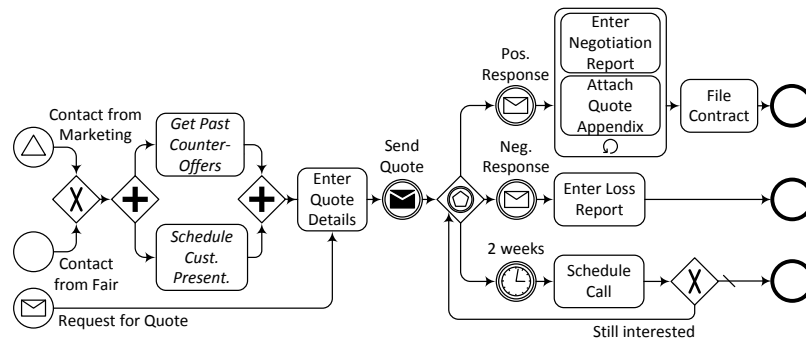 Contact from
Marketing
Contact
from Fair
Request for Quote
Get Past
Counter-
Offers
Schedule
Cust.
Present.
Enter
Quote
Details
Send
Quote
Pos.
Response
Enter
Negotiation
Report
Attach
Quote
Appendix
File
Contract
Neg.
Response
Enter Loss
Report
2 weeks
Schedule
Call
Still interested